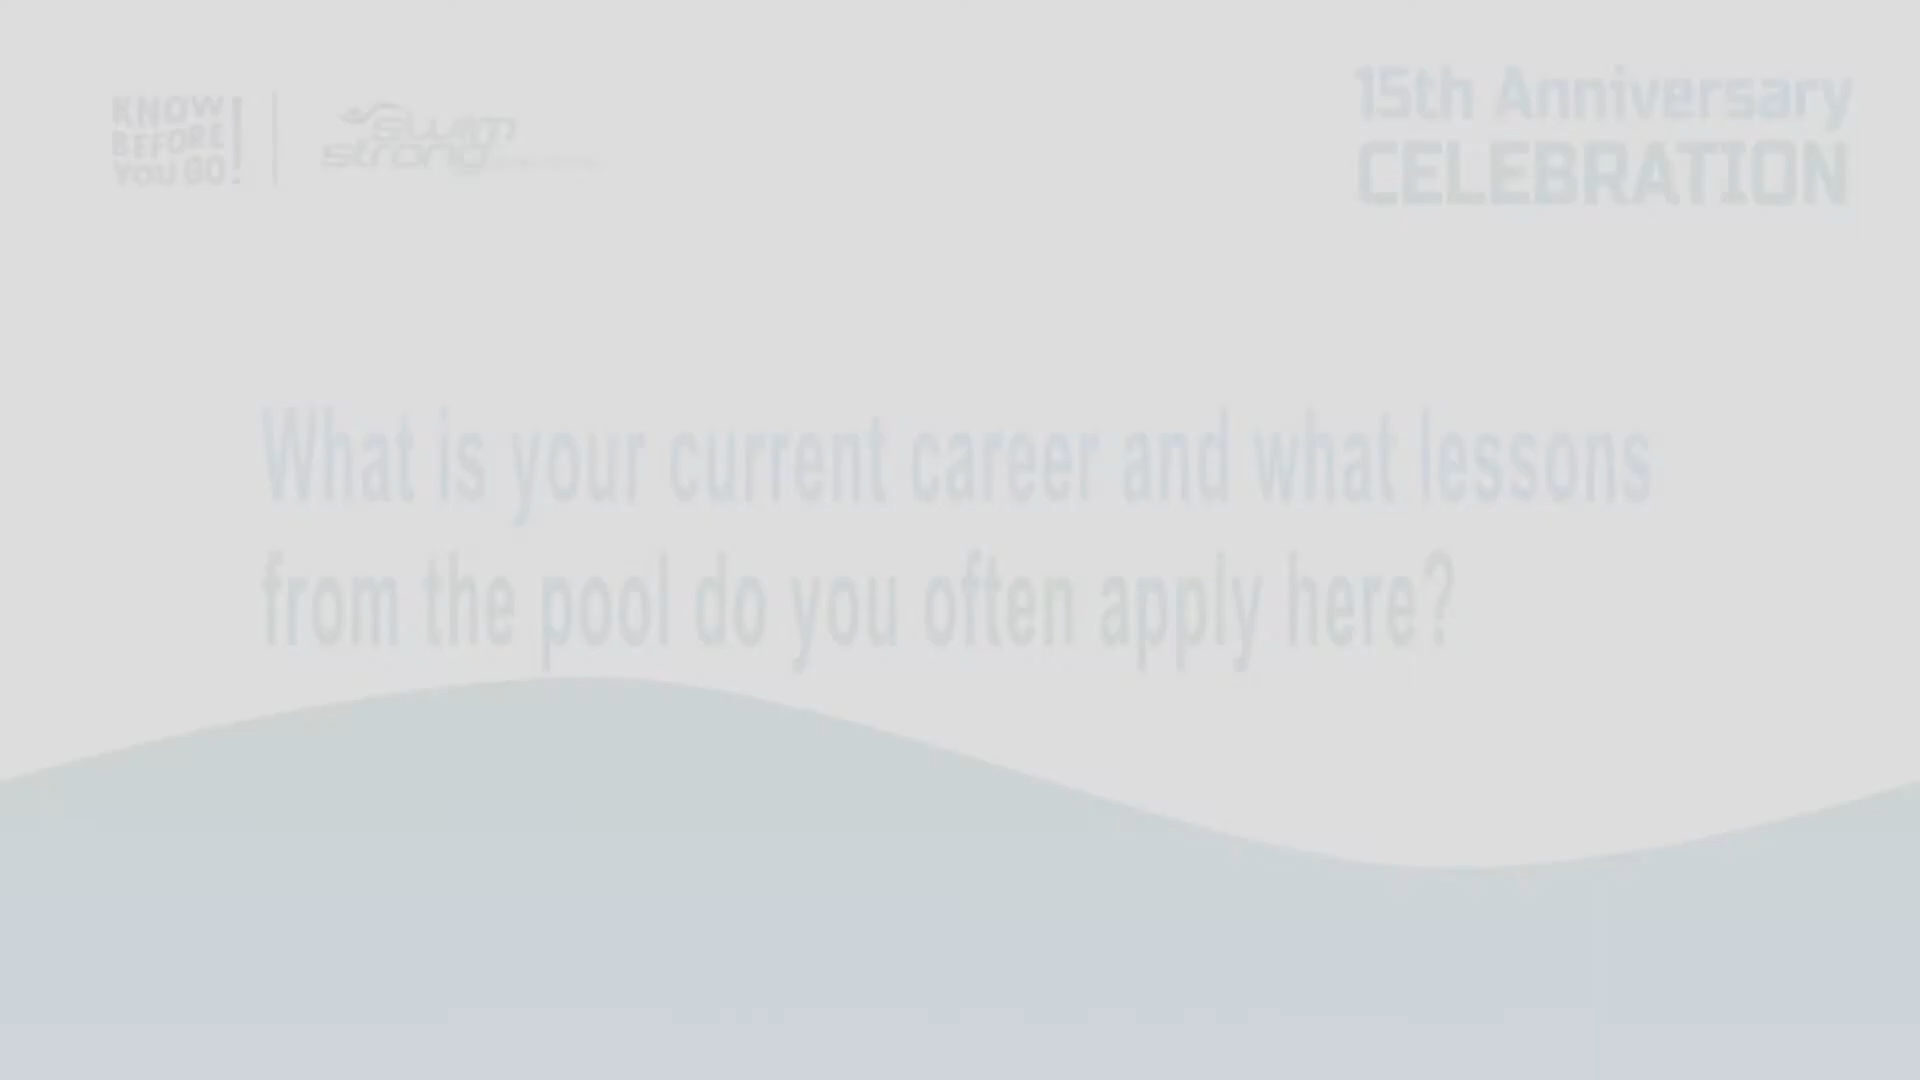 KNOW
BEFORE
YOU GO!
swim
strong
15th Anniversary
CELEBRATION
What is your current career and what lessons
from the pool do you often apply here?